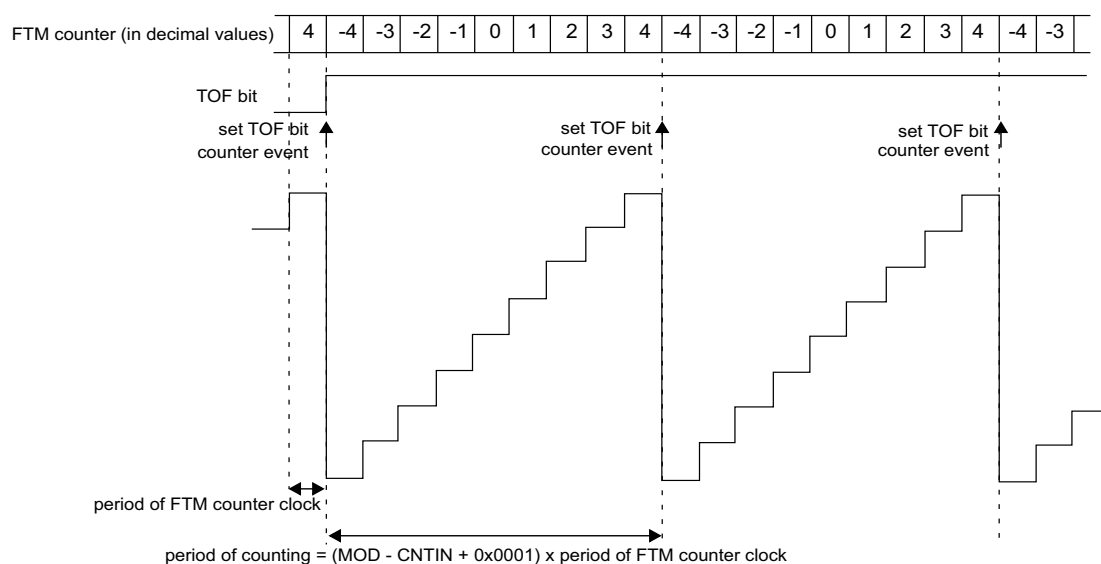 FTM counter (in decimal values) 4 -4 -3 -2 -1 0 1 2 3 4 -4 -3 -2 -1 0 1 2 3 4 -4 -3
TOF bit
set TOF bit
counter event
set TOF bit
counter event
set TOF bit
counter event
period of FTM counter clock
period of counting = (MOD - CNTIN + 0x0001) x period of FTM counter clock